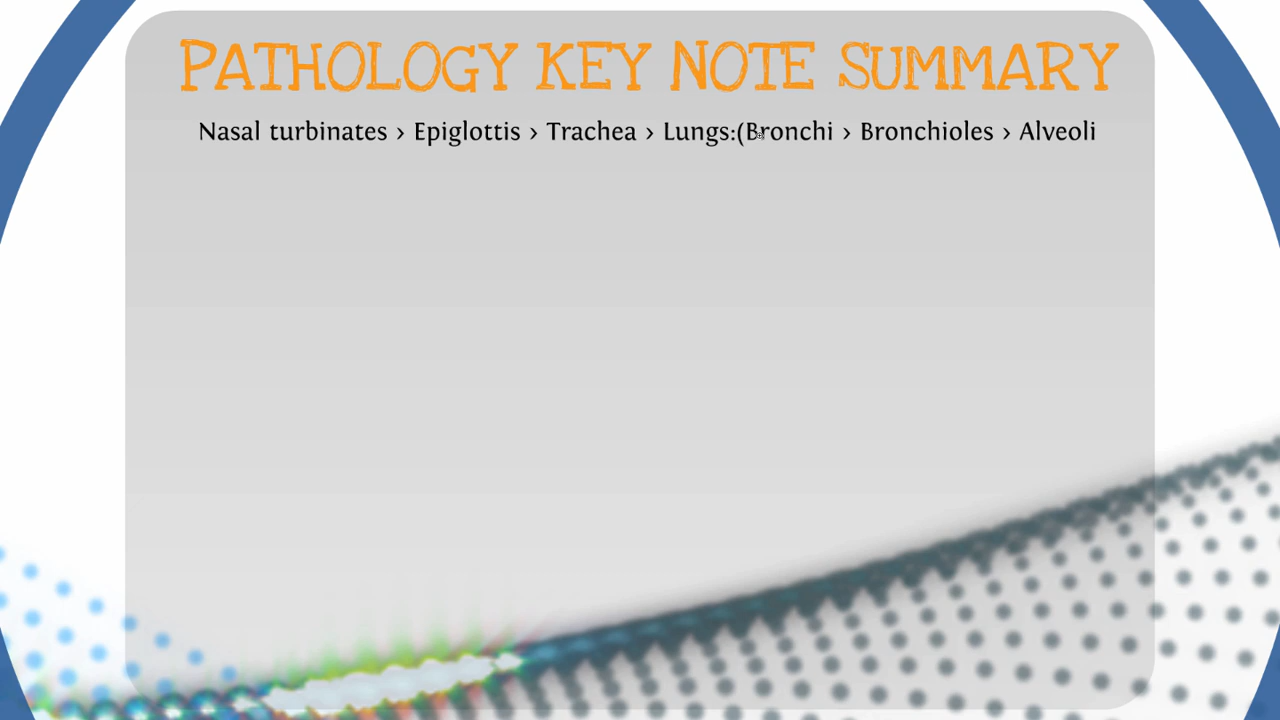 PATHOLOGY KEY NOTE SUMMARY
Nasal turbinates › Epiglottis › Trachea › Lungs:(Bronchi › Bronchioles › Alveoli